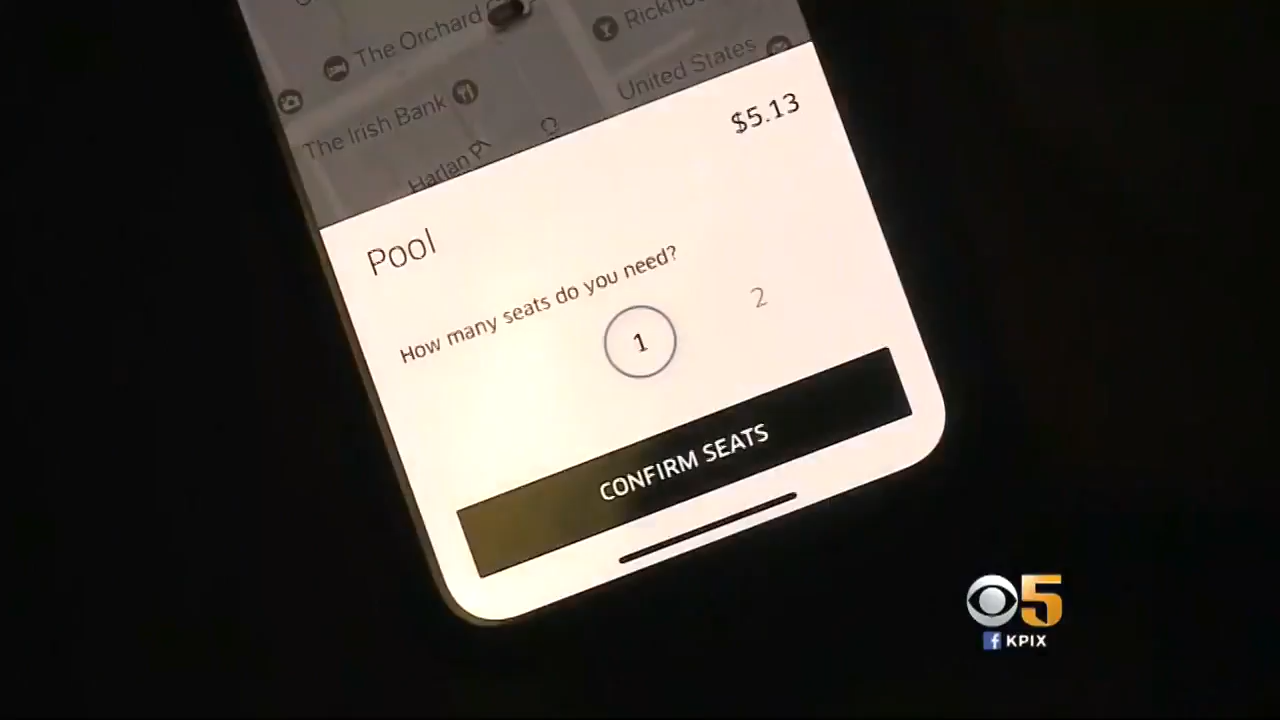 The Orchard
Rickho
United States
The Irish Bank
Harlan Pl
$5.13
Pool
How many seats do you need?
1
2
CONFIRM SEATS
5
f KPIX